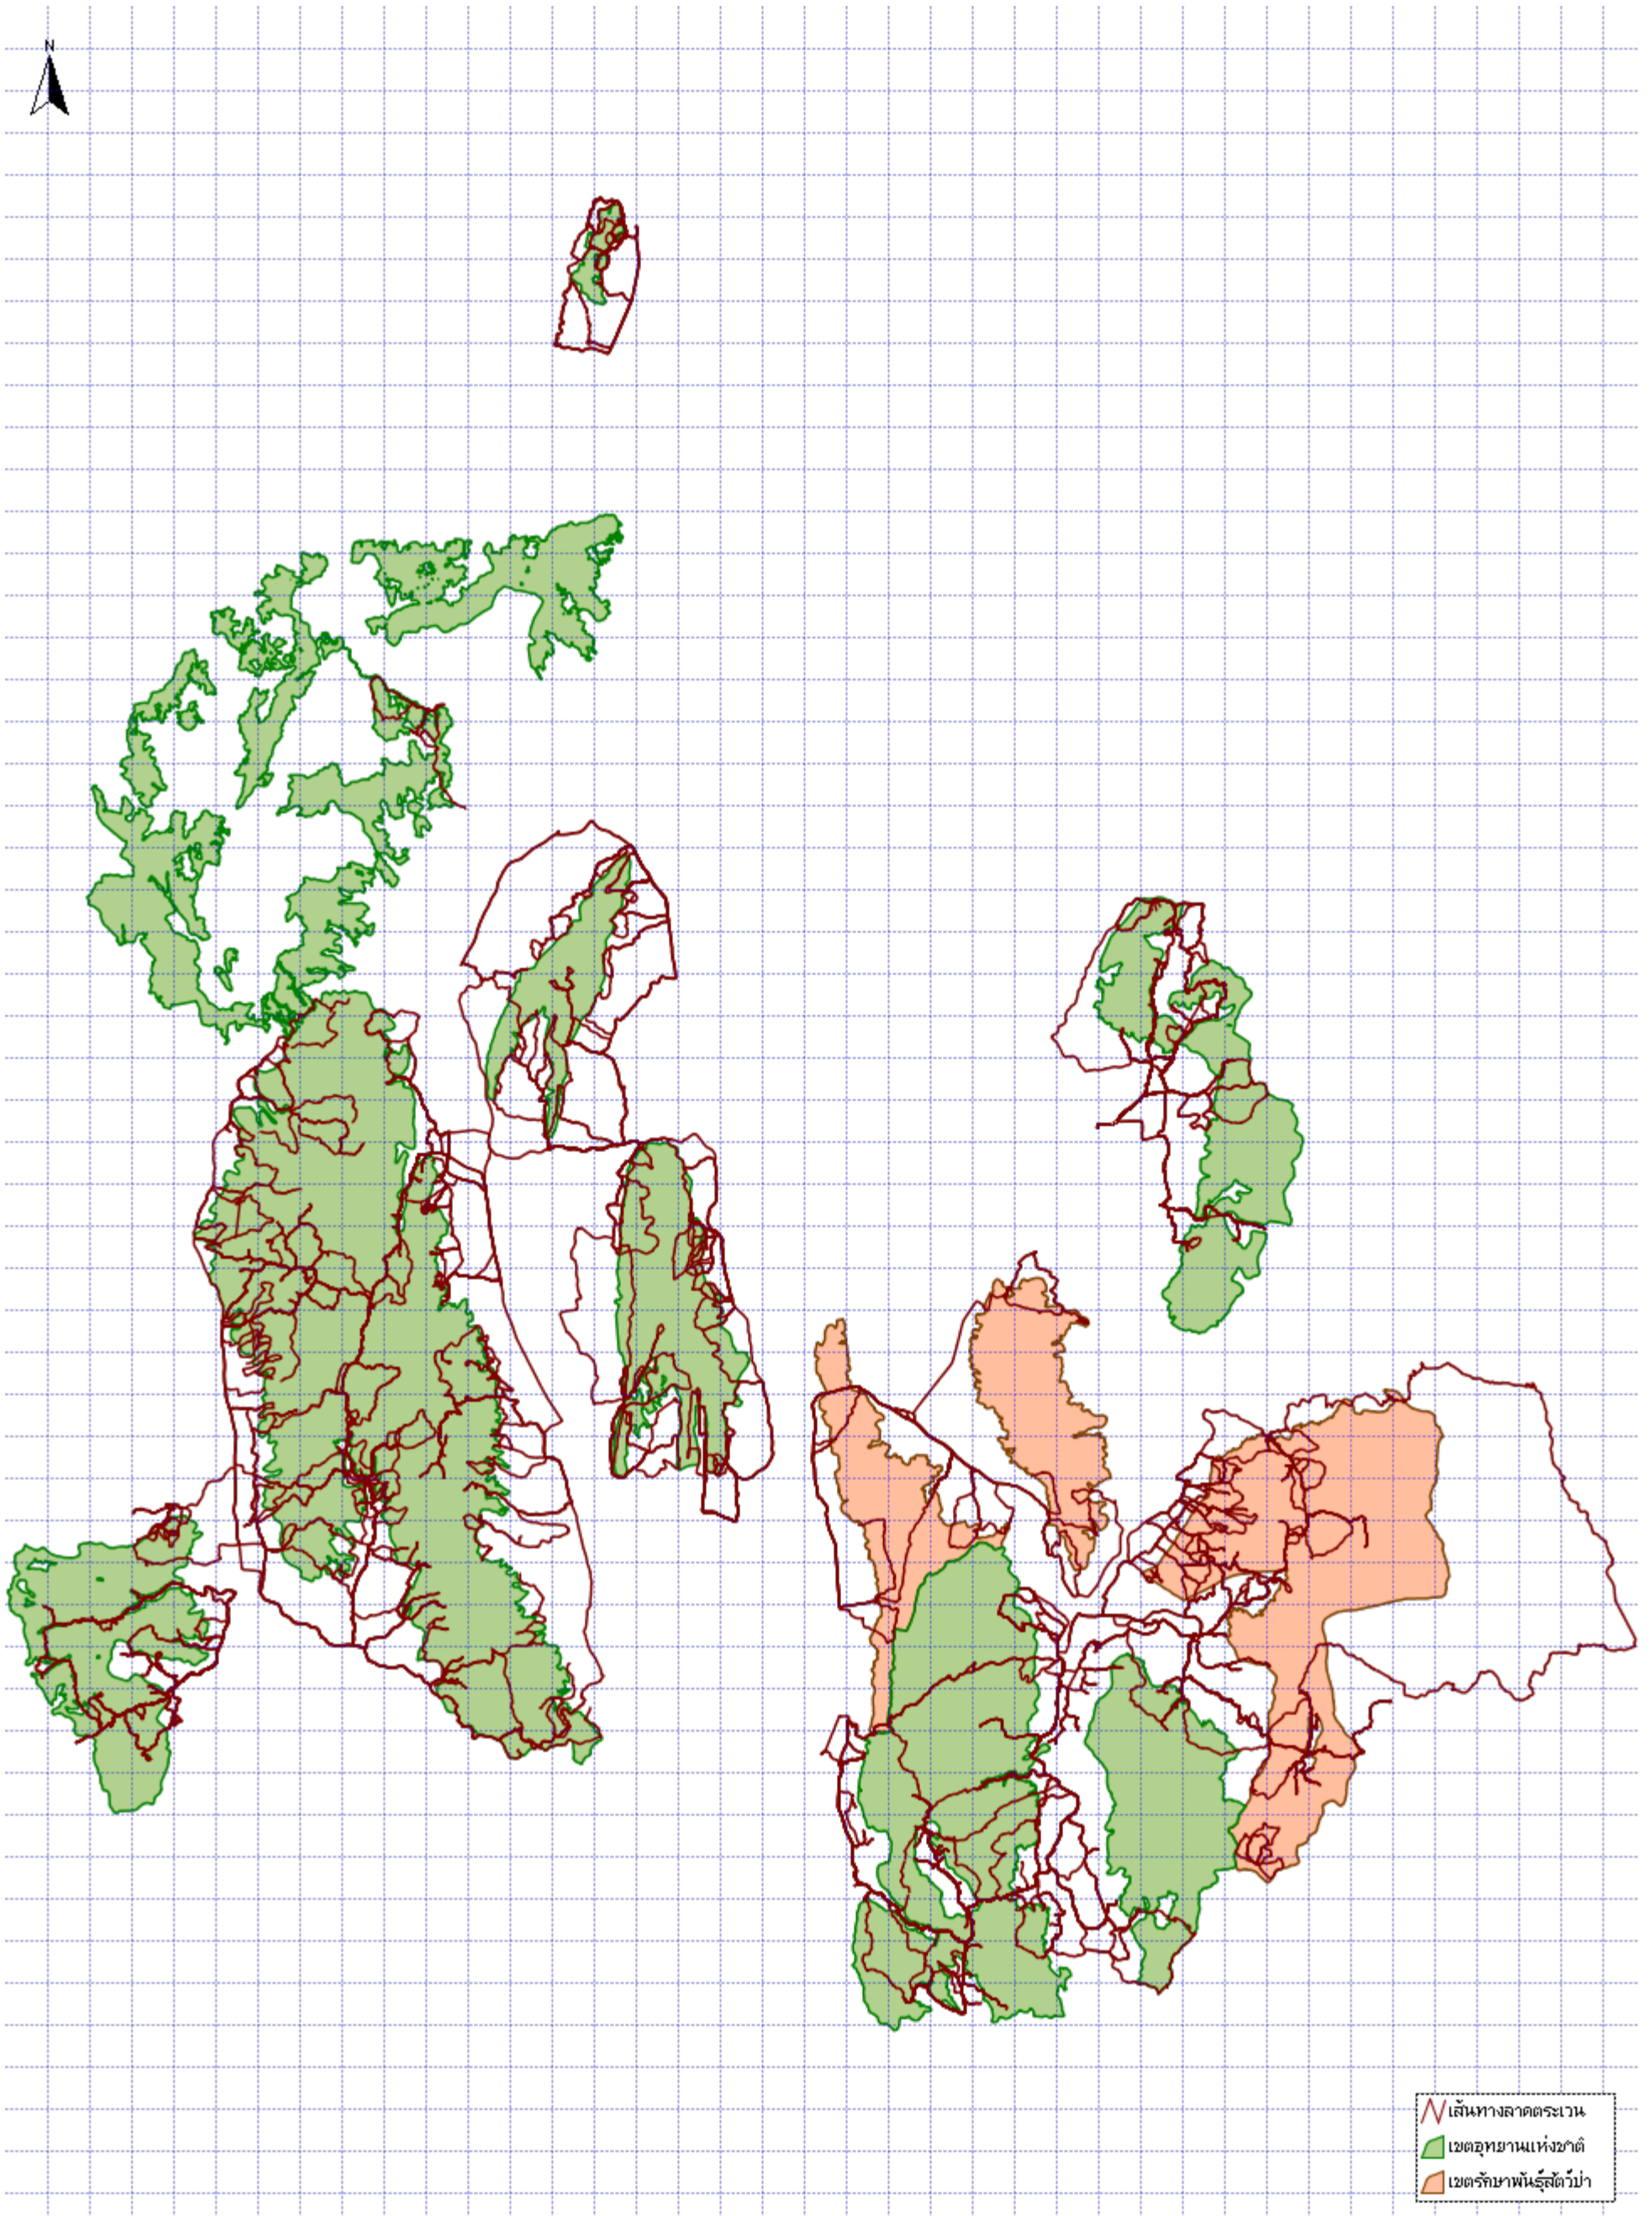 N
เส้นทางลาดตระเวน
เขตอุทยานแห่งชาติ
เขตรักษาพันธุ์สัตว์ป่า